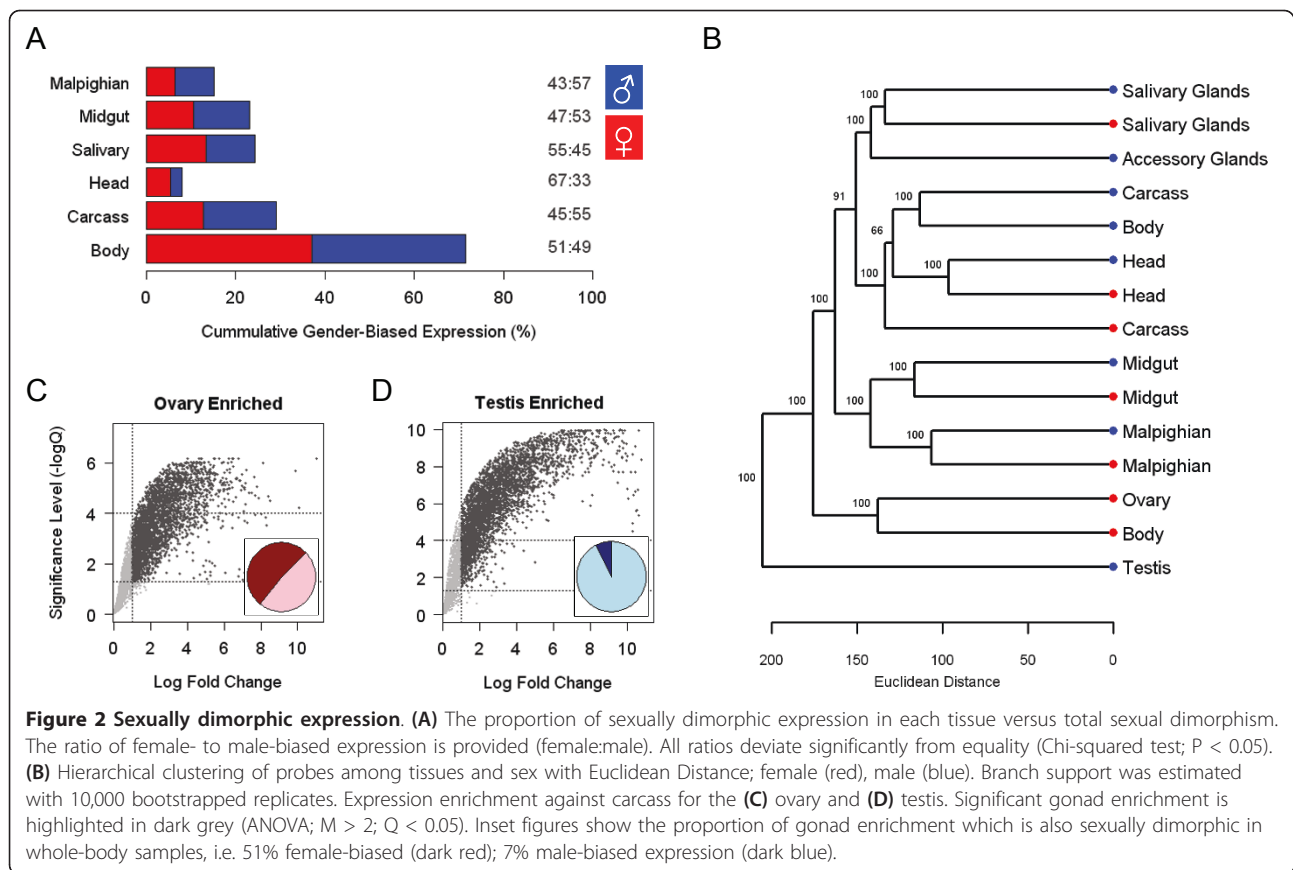 A
Malpighian
Midgut
Salivary
Head
Carcass
Body
43:57
47:53
55:45
67:33
45:55
51:49
♂
♀
0 20 40 60 80 100
Cummulative Gender-Biased Expression (%)
B
100
100
91
100
66
100
100
100
100
100
100
100
100
100
Salivary Glands
Salivary Glands
Accessory Glands
Carcass
Body
Head
Head
Carcass
Midgut
Midgut
Malpighian
Malpighian
Ovary
Body
Testis
200 150 100 50 0
Euclidean Distance
C
Ovary Enriched
Significance Level (-logQ)
6
4
2
0
0 2 4 6 8 10
Log Fold Change
D
Testis Enriched
10
8
6
4
2
0
0 2 4 6 8 10
Log Fold Change
Figure 2 Sexually dimorphic expression. (A) The proportion of sexually dimorphic expression in each tissue versus total sexual dimorphism.
The ratio of female- to male-biased expression is provided (female:male). All ratios deviate significantly from equality (Chi-squared test; P < 0.05).
(B) Hierarchical clustering of probes among tissues and sex with Euclidean Distance; female (red), male (blue). Branch support was estimated
with 10,000 bootstrapped replicates. Expression enrichment against carcass for the (C) ovary and (D) testis. Significant gonad enrichment is
highlighted in dark grey (ANOVA; M > 2; Q < 0.05). Inset figures show the proportion of gonad enrichment which is also sexually dimorphic in
whole-body samples, i.e. 51% female-biased (dark red); 7% male-biased expression (dark blue).